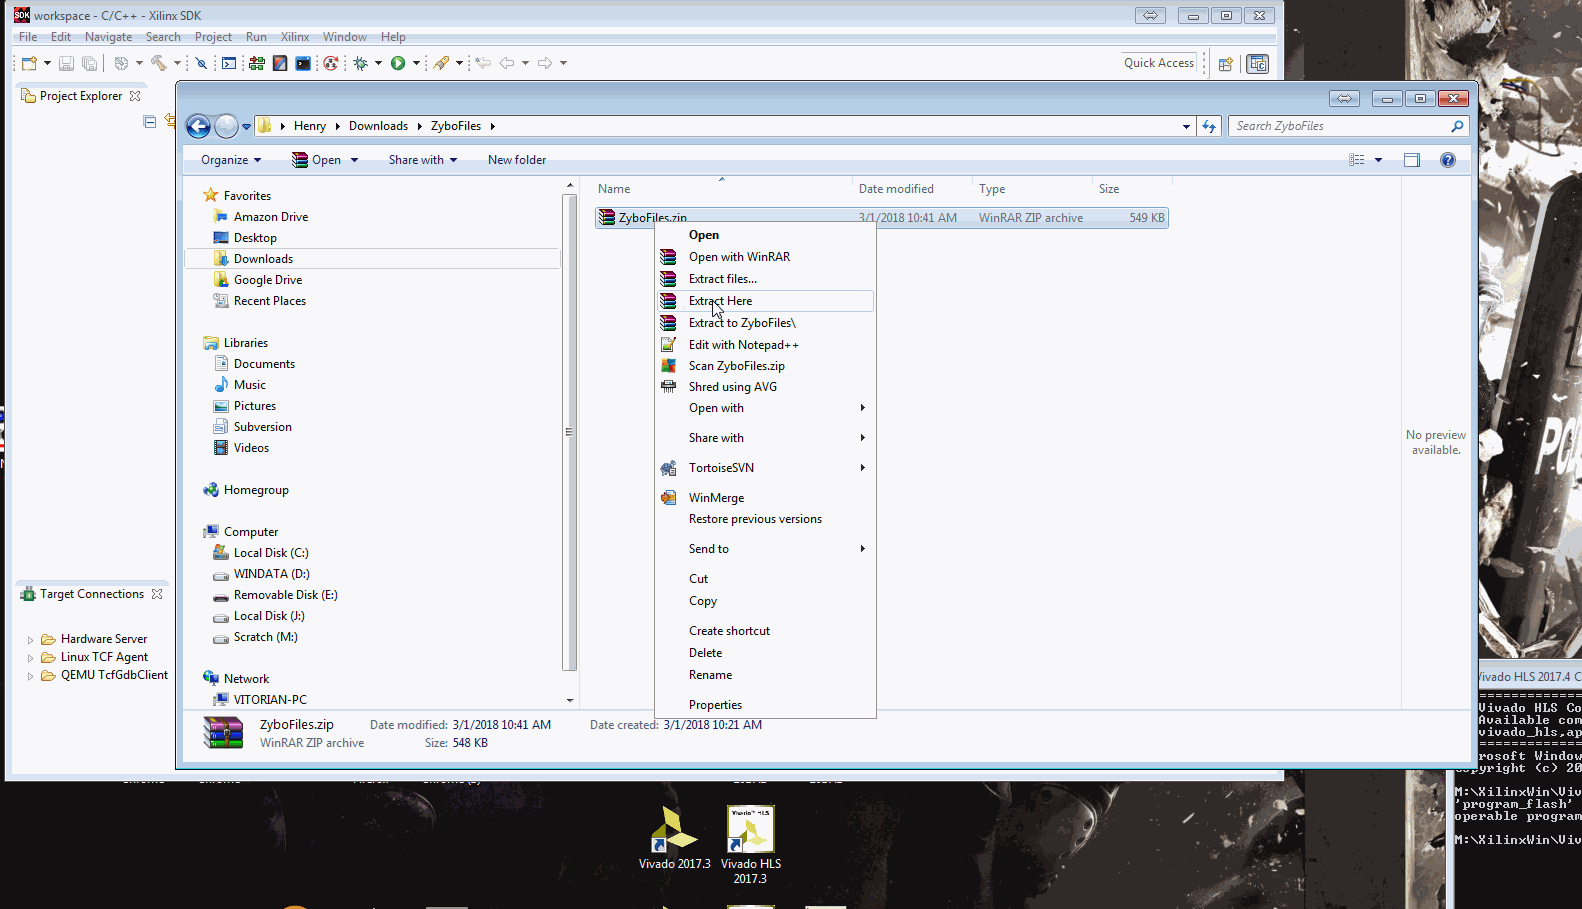 workspace - C/C++ - Xilinx SDK
File Edit Navigate Search Project Run Xilinx Window Help
Quick Access
Project Explorer
Henry Downloads ZyboFiles
Search ZyboFiles
Organize Open Share with New folder
Favorites
Amazon Drive
Desktop
Downloads
Google Drive
Recent Places
Libraries
Documents
Music
Pictures
Subversion
Videos
Homegroup
Computer
Local Disk (C:)
WINDATA (D:)
Removable Disk (E:)
Local Disk (J:)
Scratch (M:)
Network
VITORIAN-PC
Name Date modified Type Size
ZyboFiles.zip 3/1/2018 10:41 AM WinRAR ZIP archive 549 KB
Open
Open with WinRAR
Extract files...
Extract Here
Extract to ZyboFiles\
Edit with Notepad++
Scan ZyboFiles.zip
Shred using AVG
Open with
Share with
TortoiseSVN
WinMerge
Restore previous versions
Send to
Cut
Copy
Create shortcut
Delete
Rename
Properties
No preview
available.
ZyboFiles.zip Date modified: 3/1/2018 10:41 AM Date created: 3/1/2018 10:21 AM
WinRAR ZIP archive Size: 548 KB
Target Connections
Hardware Server
Linux TCF Agent
QEMU TcfGdbClient
Vivado HLS 2017.4 C
Vivado HLS Co
Available com
vivado_hls,ap
rosoft Window
opyright (c) 20
M:\XilinxWin\Viv
'program_flash'
operable program
M:\XilinxWin\Viv
Vivado 2017.3
Vivado HLS
2017.3